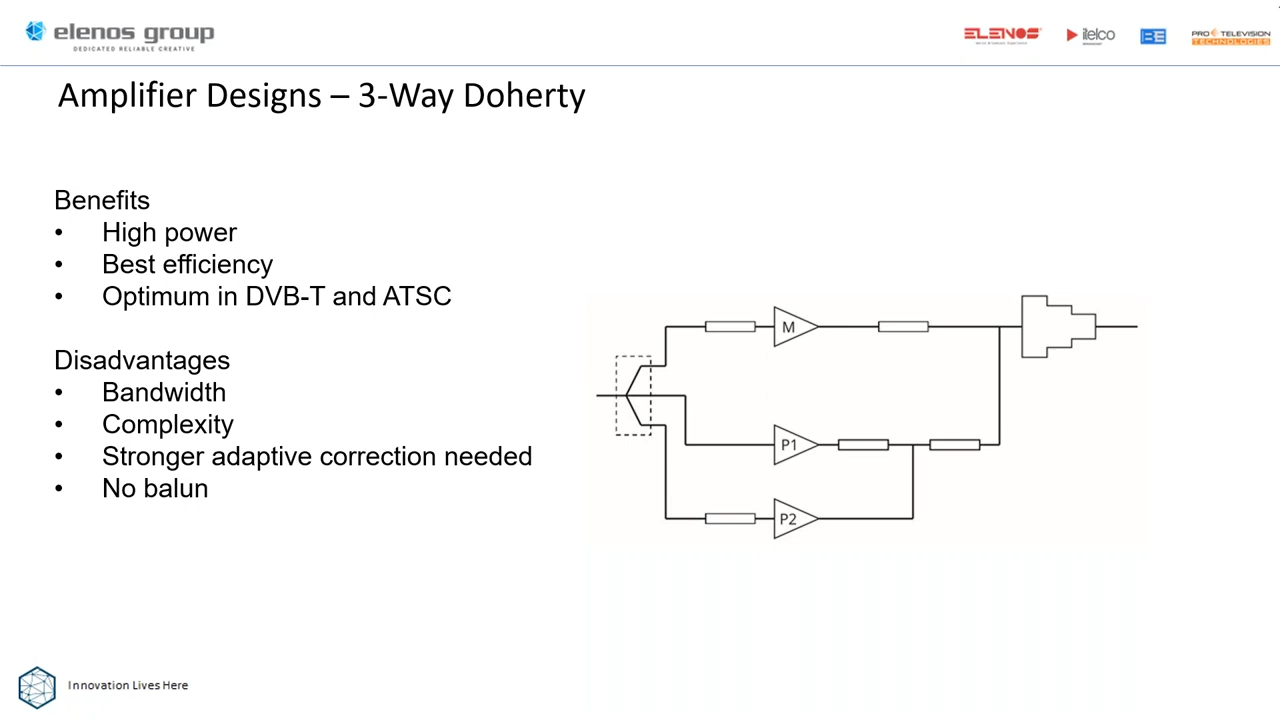 elenos group
DEDICATED RELIABLE CREATIVE
ELENOS
itelco
BE
PRO TELEVISION
TECHNOLOGIES
Amplifier Designs – 3-Way Doherty
Benefits
• High power
• Best efficiency
• Optimum in DVB-T and ATSC
Disadvantages
• Bandwidth
• Complexity
• Stronger adaptive correction needed
• No balun
M
P1
P2
Innovation Lives Here